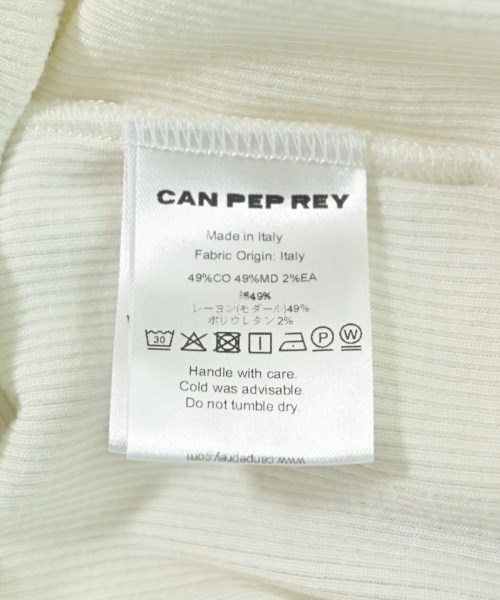 CAN PEP REY
Made in Italy
Fabric Origin: Italy
49%CO 49%MD 2%EA
綿49%
レーヨン(モダール)49%
ポリウレタン2%
30 P W
Handle with care.
Cold was advisable.
Do not tumble dry.
www.canpeprey.com